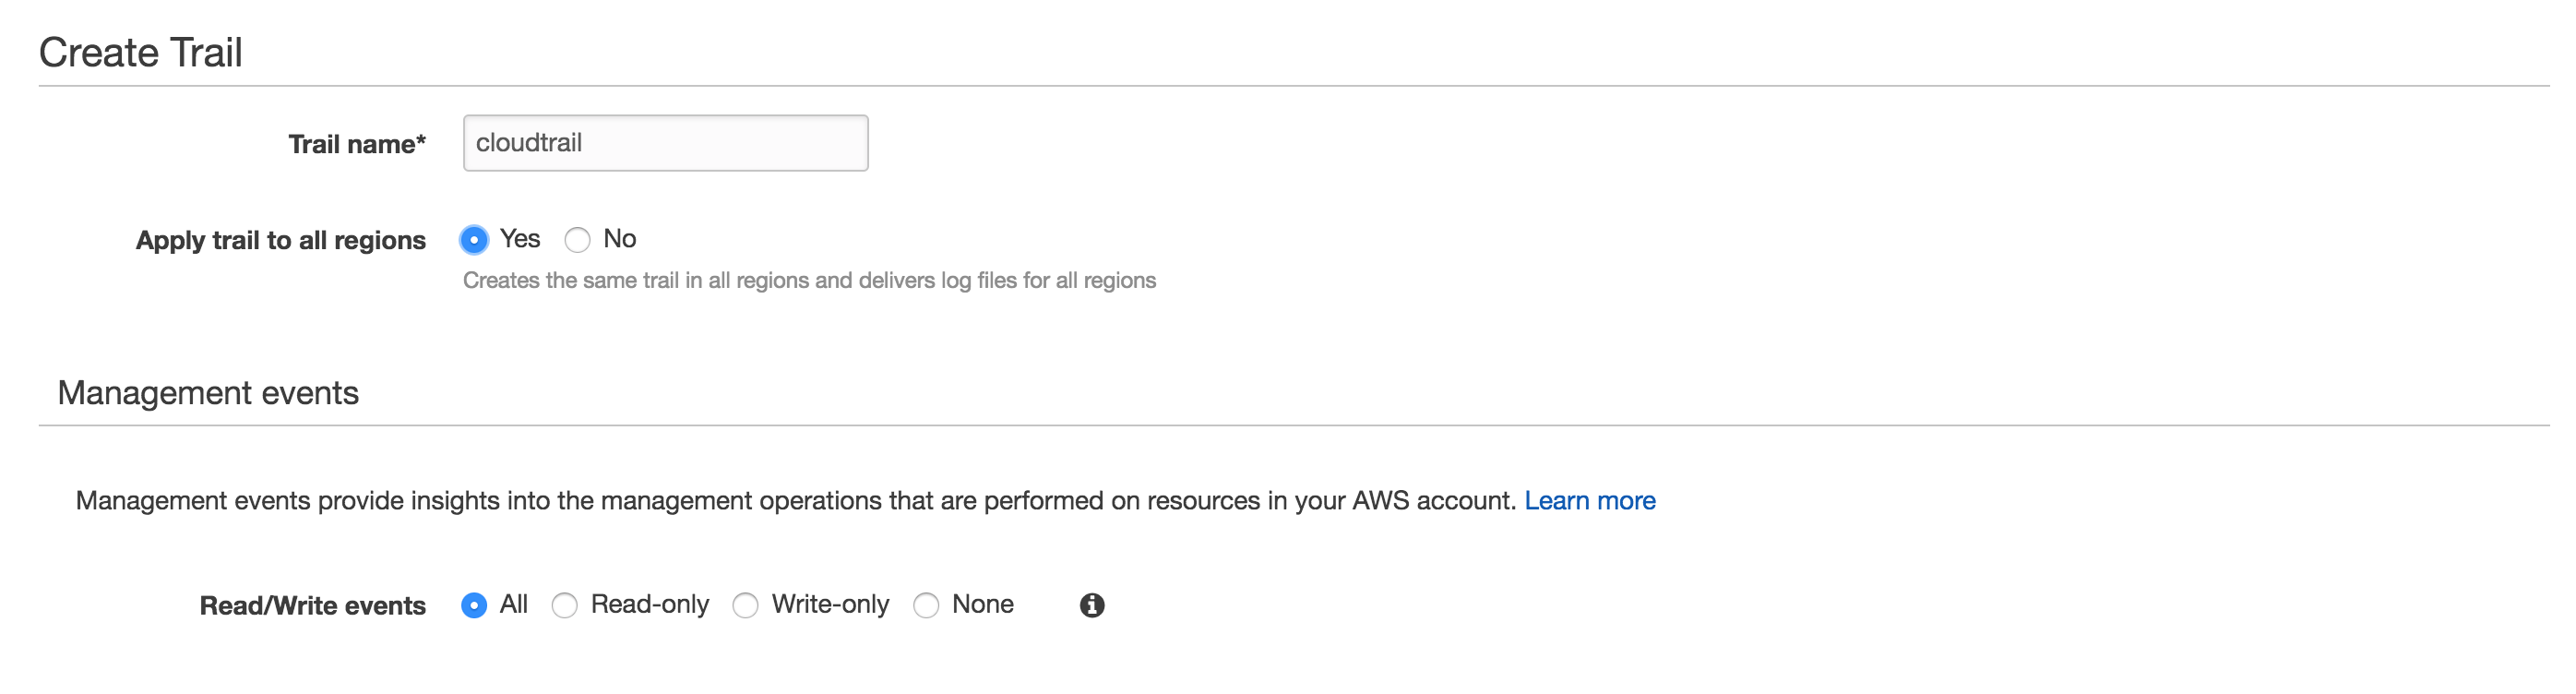 Create Trail
Trail name* cloudtrail
Apply trail to all regions Yes No
Creates the same trail in all regions and delivers log files for all regions
Management events
Management events provide insights into the management operations that are performed on resources in your AWS account. Learn more
Read/Write events All Read-only Write-only None